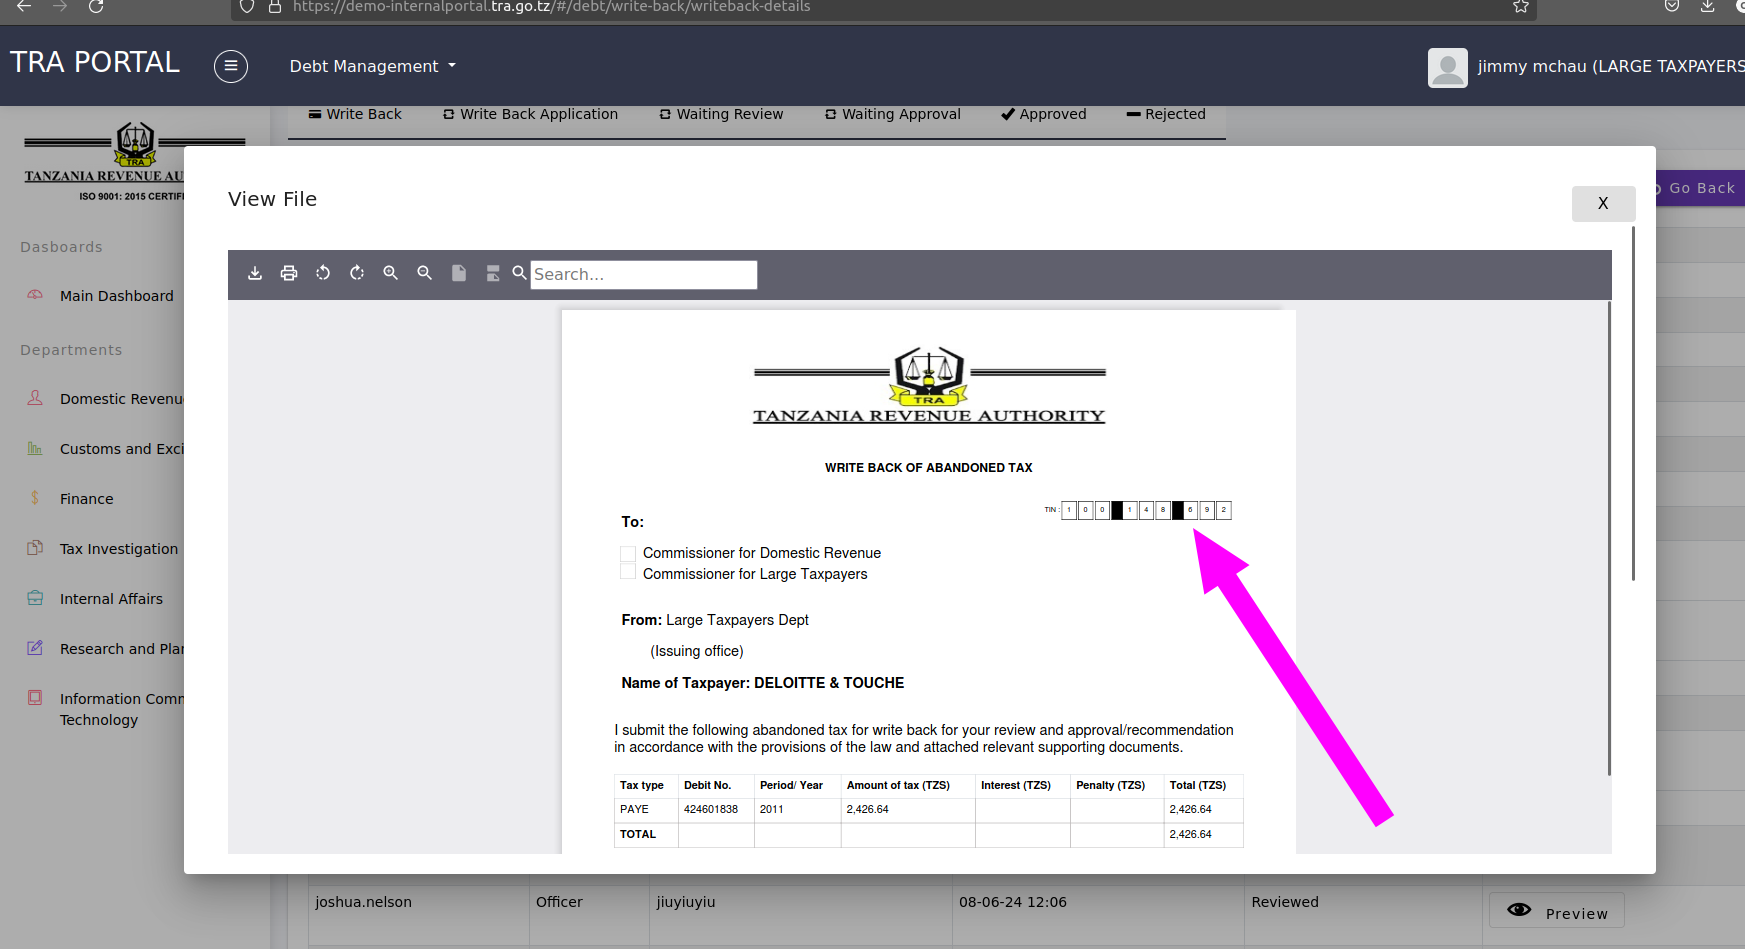 https://demo-internalportal.tra.go.tz/#/debt/write-back/writeback-details
TRA PORTAL
Debt Management
jimmy mchau (LARGE TAXPAYERS
Write Back
Write Back Application
Waiting Review
Waiting Approval
Approved
Rejected
TRA
TANZANIA REVENUE AU
ISO 9001: 2015 CERTIF
Go Back
Dasboards
Main Dashboard
Departments
Domestic Revenu
Customs and Exci
Finance
Tax Investigation
Internal Affairs
Research and Plan
Information Comm
Technology
View File
X
Search...
TRA
TANZANIA REVENUE AUTHORITY
WRITE BACK OF ABANDONED TAX
TIN : 1 0 0 1 4 8 6 9 2
To:
Commissioner for Domestic Revenue
Commissioner for Large Taxpayers
From: Large Taxpayers Dept
(Issuing office)
Name of Taxpayer: DELOITTE & TOUCHE
I submit the following abandoned tax for write back for your review and approval/recommendation
in accordance with the provisions of the law and attached relevant supporting documents.
Tax type Debit No. Period/ Year Amount of tax (TZS) Interest (TZS) Penalty (TZS) Total (TZS)
PAYE 424601838 2011 2,426.64 2,426.64
TOTAL 2,426.64
joshua.nelson Officer jiuyiuyiu 08-06-24 12:06 Reviewed Preview